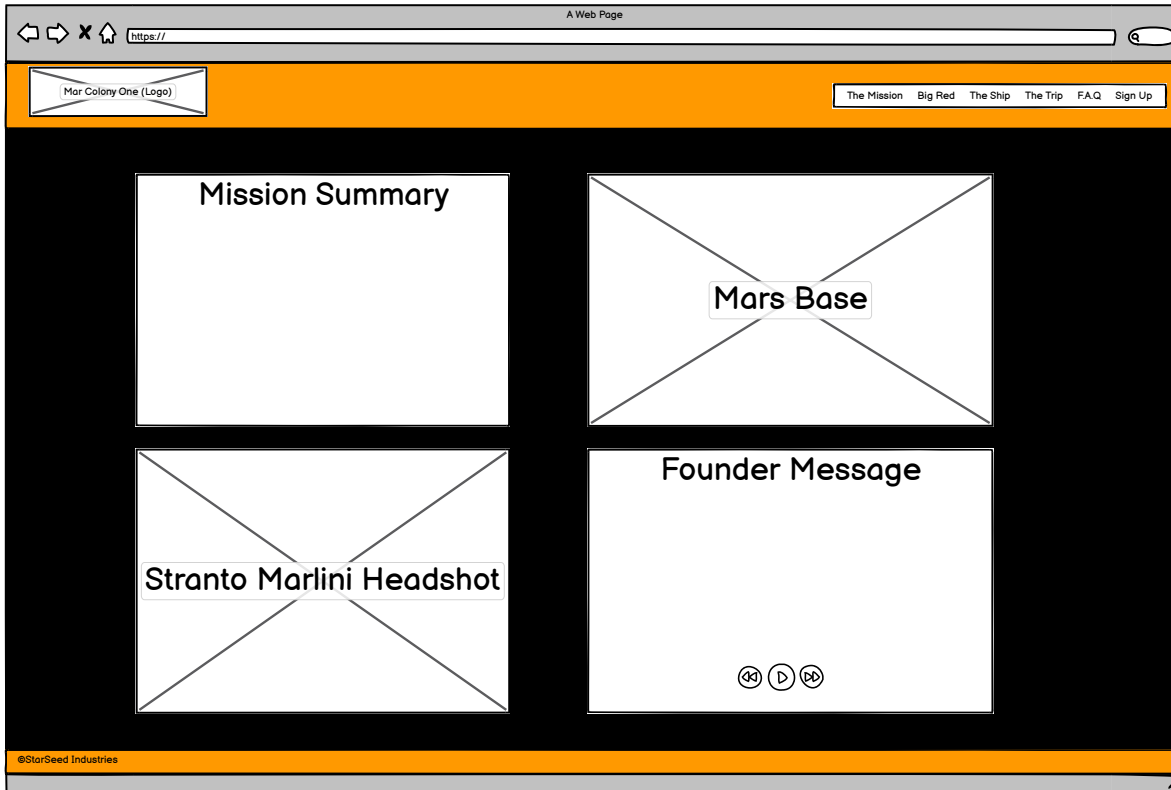 A Web Page
https://
Mar Colony One (Logo)
The Mission Big Red The Ship The Trip F.A.Q Sign Up
Mission Summary
Mars Base
Stranto Marlini Headshot
Founder Message
©StarSeed Industries